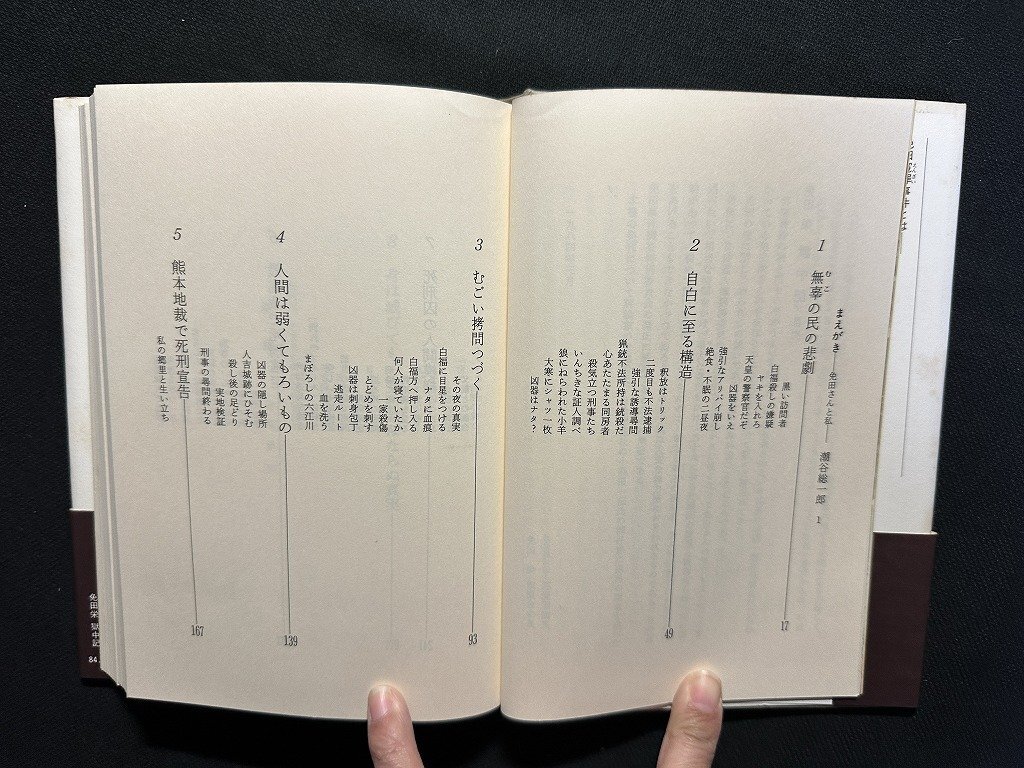 まえがき――免田さんと私――潮谷総一郎 1
1 無辜の民の悲劇 17
むこ
黒い訪問者
白福殺しの嫌疑
ヤキを入れろ
天皇の警察官だぞ
凶器をいえ
強引なアリバイ崩し
絶食・不眠の二昼夜
2 自白に至る構造 49
釈放はトリック
二度目も不法逮捕
強引な誘導尋問
猟銃不法所持は銃殺だ
心あたたまる同房者
殺気立つ刑事たち
いんちきな証人調べ
狼にねらわれた小羊
大寒にシャツ一枚
凶器はナタ?
3 むごい拷問つづく 93
その夜の真実
白福に目星をつける
ナタに血痕
白福方へ押し入る
何人が寝ていたか
一家殺傷
とどめを刺す
凶器は刺身包丁
逃走ルート
血を洗う
まぼろしの六江川
4 人間は弱くてもろいもの 139
凶器の隠し場所
人吉城跡にひそむ
殺し後の足どり
実地検証
刑事の尋問終わる
5 熊本地裁で死刑宣告 167
私の郷里と生い立ち
免田栄 獄中記
84.